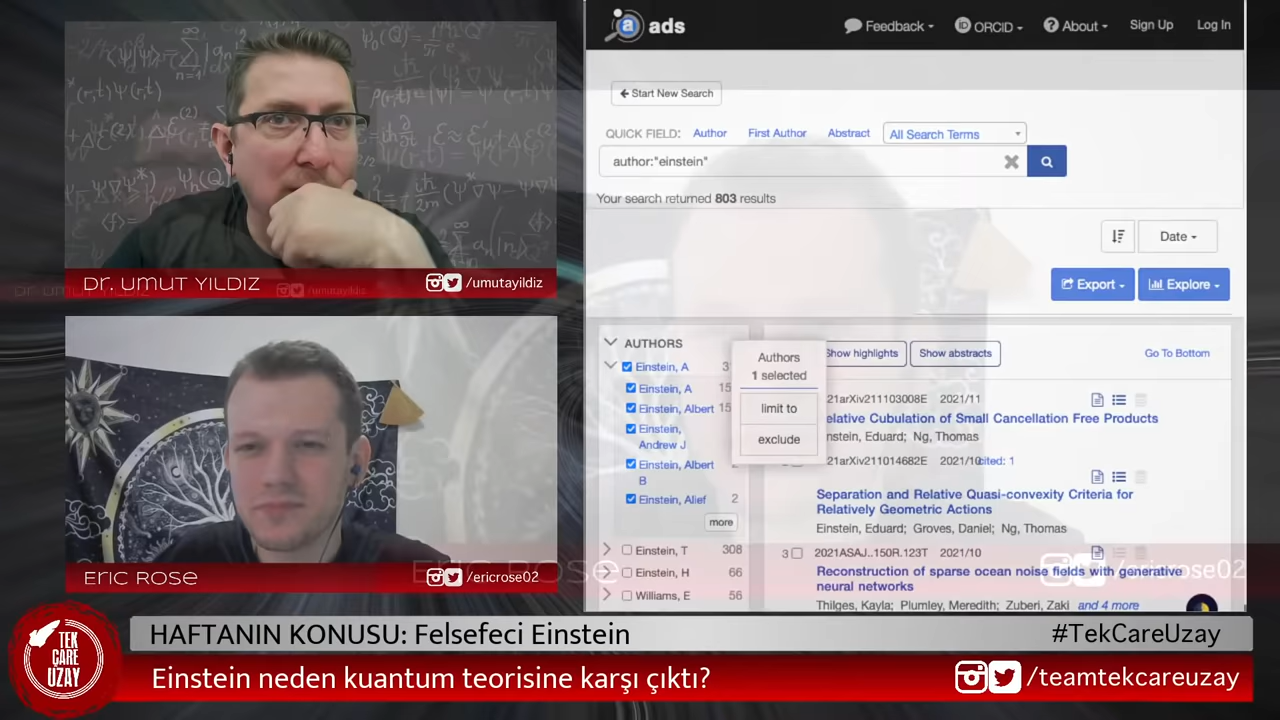 ads
Feedback
ORCID
About
Sign Up
Log In
Start New Search
QUICK FIELD:
Author
First Author
Abstract
All Search Terms
author:"einstein"
Your search returned 803 results
Date
Export
Explore
AUTHORS
Einstein, A
Einstein, A
Einstein, Albert
Einstein,
Andrew J
Einstein, Albert
B
Einstein, Alief 2
more
Einstein, T 308
Einstein, H 66
Williams, E 56
Authors
1 selected
limit to
exclude
Show highlights
Show abstracts
Go To Bottom
21arXiv211103008E 2021/11
elative Cubulation of Small Cancellation Free Products
instein, Eduard; Ng, Thomas
21arXiv211014682E 2021/10 cited: 1
Separation and Relative Quasi-convexity Criteria for
Relatively Geometric Actions
Einstein, Eduard; Groves, Daniel; Ng, Thomas
3 2021ASAJ..150R.123T 2021/10
Reconstruction of sparse ocean noise fields with generative
neural networks
Thilges, Kayla; Plumley, Meredith; Zuberi, Zaki and 4 more
DR. UMUT YILDIZ
/umutayildiz
ERIC ROSE
/ericrose02
HAFTANIN KONUSU: Felsefeci Einstein
#TekCareUzay
TEK
ÇARE
UZAY
Einstein neden kuantum teorisine karşı çıktı?
/teamtekcareuzay